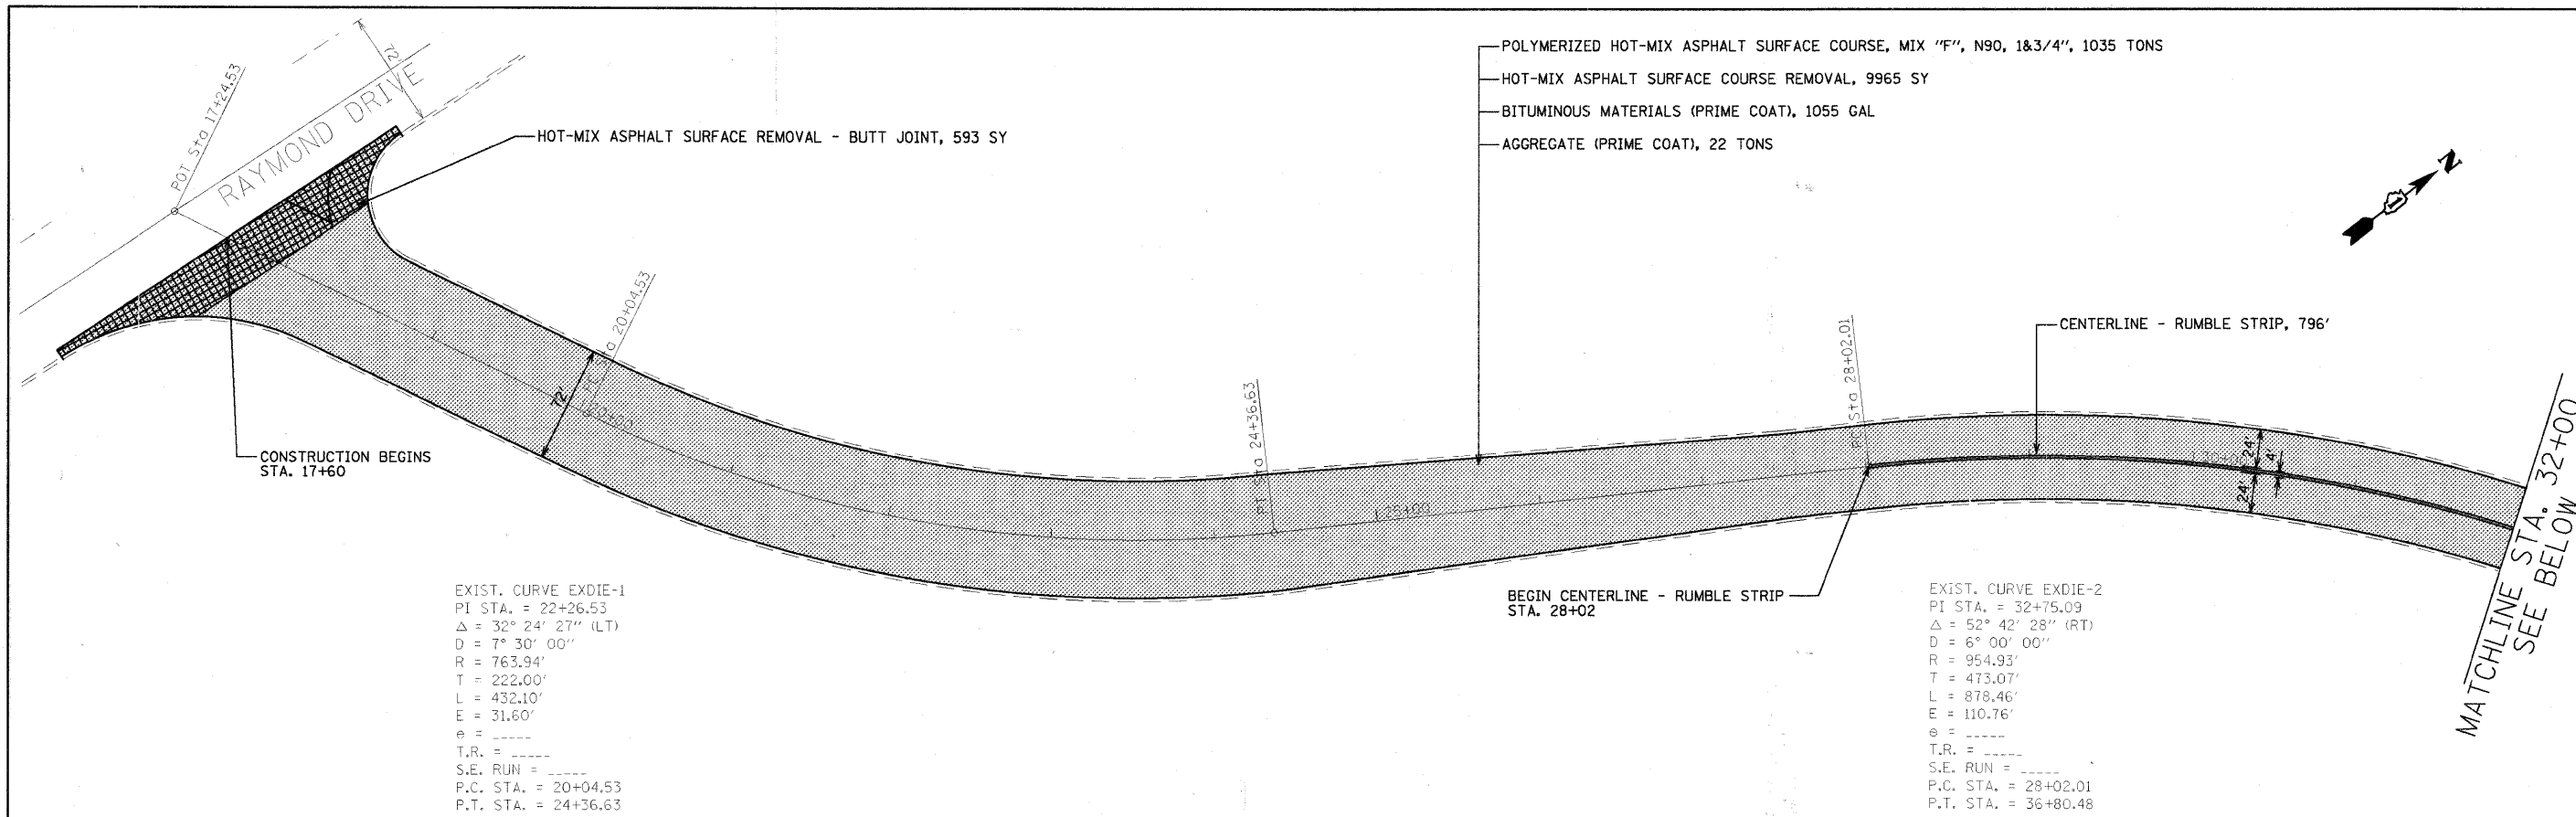 POLYMERIZED HOT-MIX ASPHALT SURFACE COURSE, MIX "F", N90, 1&3/4", 1035 TONS
HOT-MIX ASPHALT SURFACE COURSE REMOVAL, 9965 SY
BITUMINOUS MATERIALS (PRIME COAT), 1055 GAL
AGGREGATE (PRIME COAT), 22 TONS
72'
RAYMOND DRIVE
POT Sta 17+24.53
HOT-MIX ASPHALT SURFACE REMOVAL - BUTT JOINT, 593 SY
N
CONSTRUCTION BEGINS
STA. 17+60
72'
PC Sta 20+04.53
20+00
PT Sta 24+36.63
25+00
PC Sta 28+02.01
CENTERLINE - RUMBLE STRIP, 796'
24'
4'
24'
30+00
BEGIN CENTERLINE - RUMBLE STRIP
STA. 28+02
MATCHLINE STA. 32+00
SEE BELOW
EXIST. CURVE EXDIE-1
PI STA. = 22+26.53
Δ = 32° 24' 27" (LT)
D = 7° 30' 00"
R = 763.94'
T = 222.00'
L = 432.10'
E = 31.60'
e = _____
T.R. = _____
S.E. RUN = _____
P.C. STA. = 20+04.53
P.T. STA. = 24+36.63
EXIST. CURVE EXDIE-2
PI STA. = 32+75.09
Δ = 52° 42' 28" (RT)
D = 6° 00' 00"
R = 954.93'
T = 473.07'
L = 878.46'
E = 110.76'
e = _____
T.R. = _____
S.E. RUN = _____
P.C. STA. = 28+02.01
P.T. STA. = 36+80.48